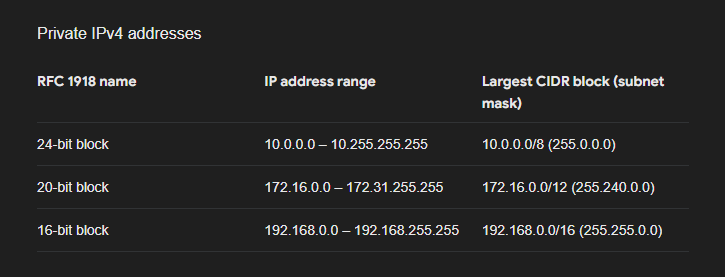 Private IPv4 addresses
RFC 1918 name IP address range Largest CIDR block (subnet mask)
24-bit block 10.0.0.0 – 10.255.255.255 10.0.0.0/8 (255.0.0.0)
20-bit block 172.16.0.0 – 172.31.255.255 172.16.0.0/12 (255.240.0.0)
16-bit block 192.168.0.0 – 192.168.255.255 192.168.0.0/16 (255.255.0.0)